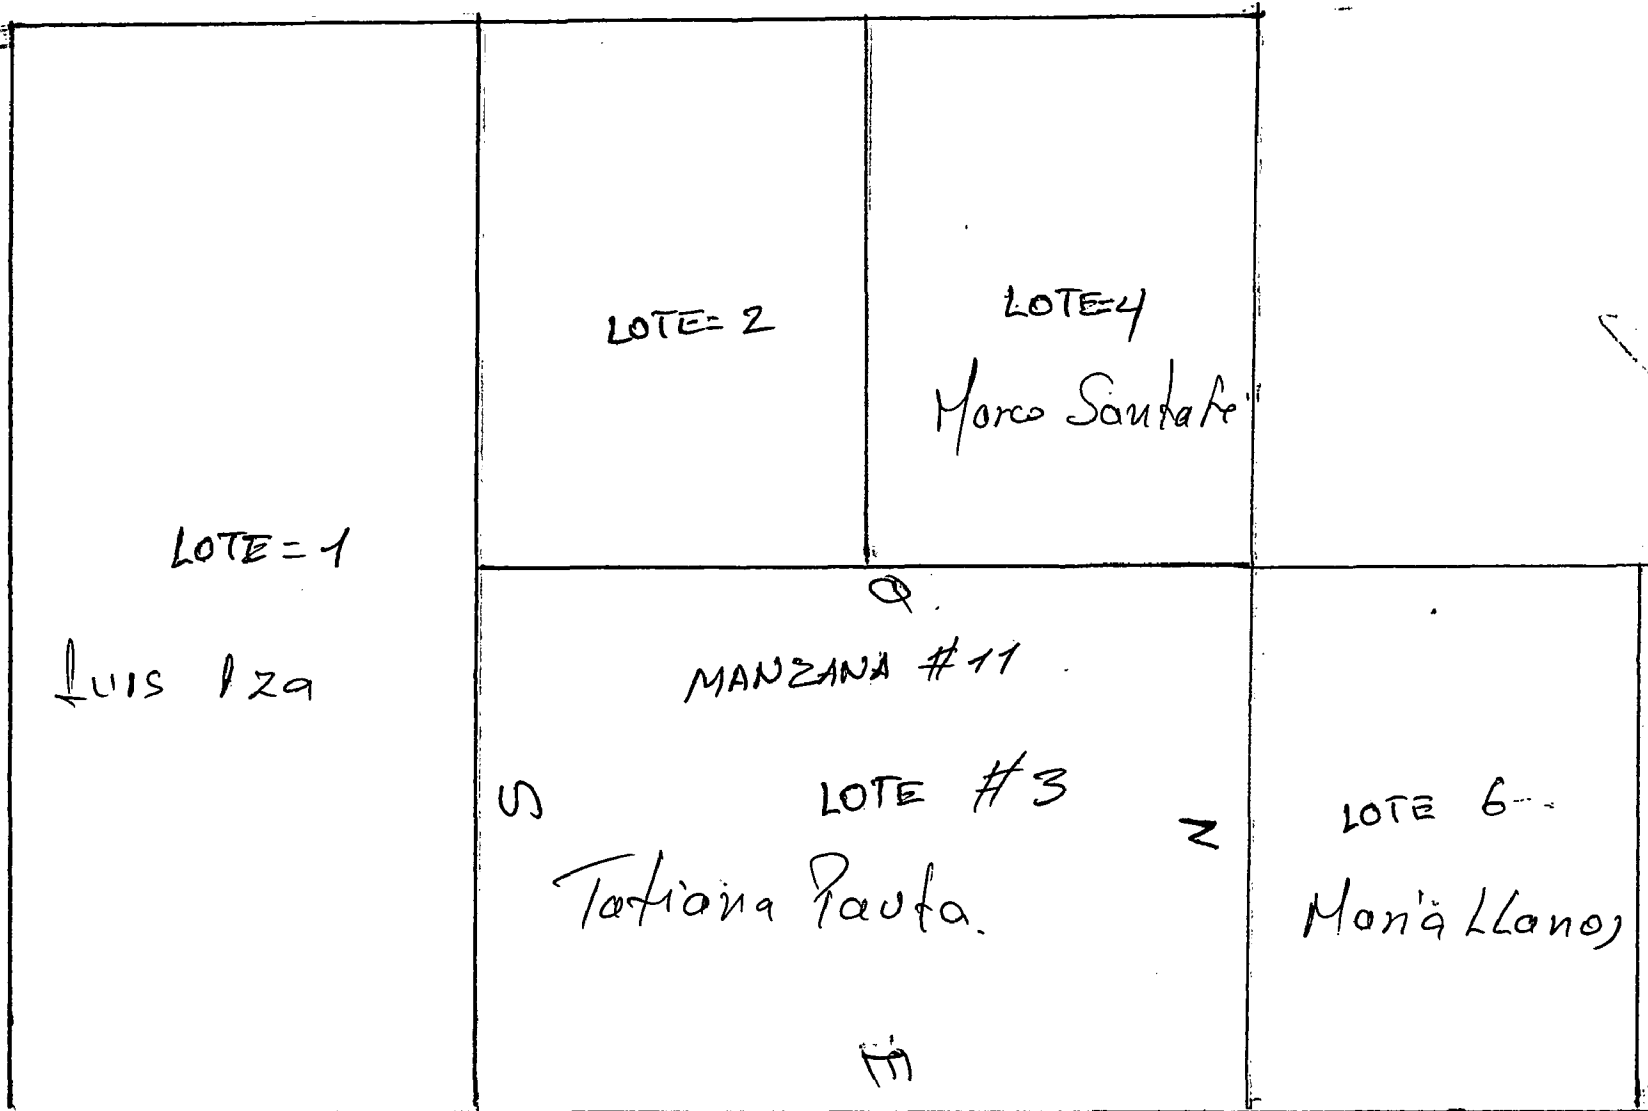 LOTE= 2
LOTE=4
Marco Santafe
LOTE = 1
Luis Iza
O
MANZANA #11
S
LOTE #3
N
Tatiana Pauta.
E
LOTE 6
María LLanos